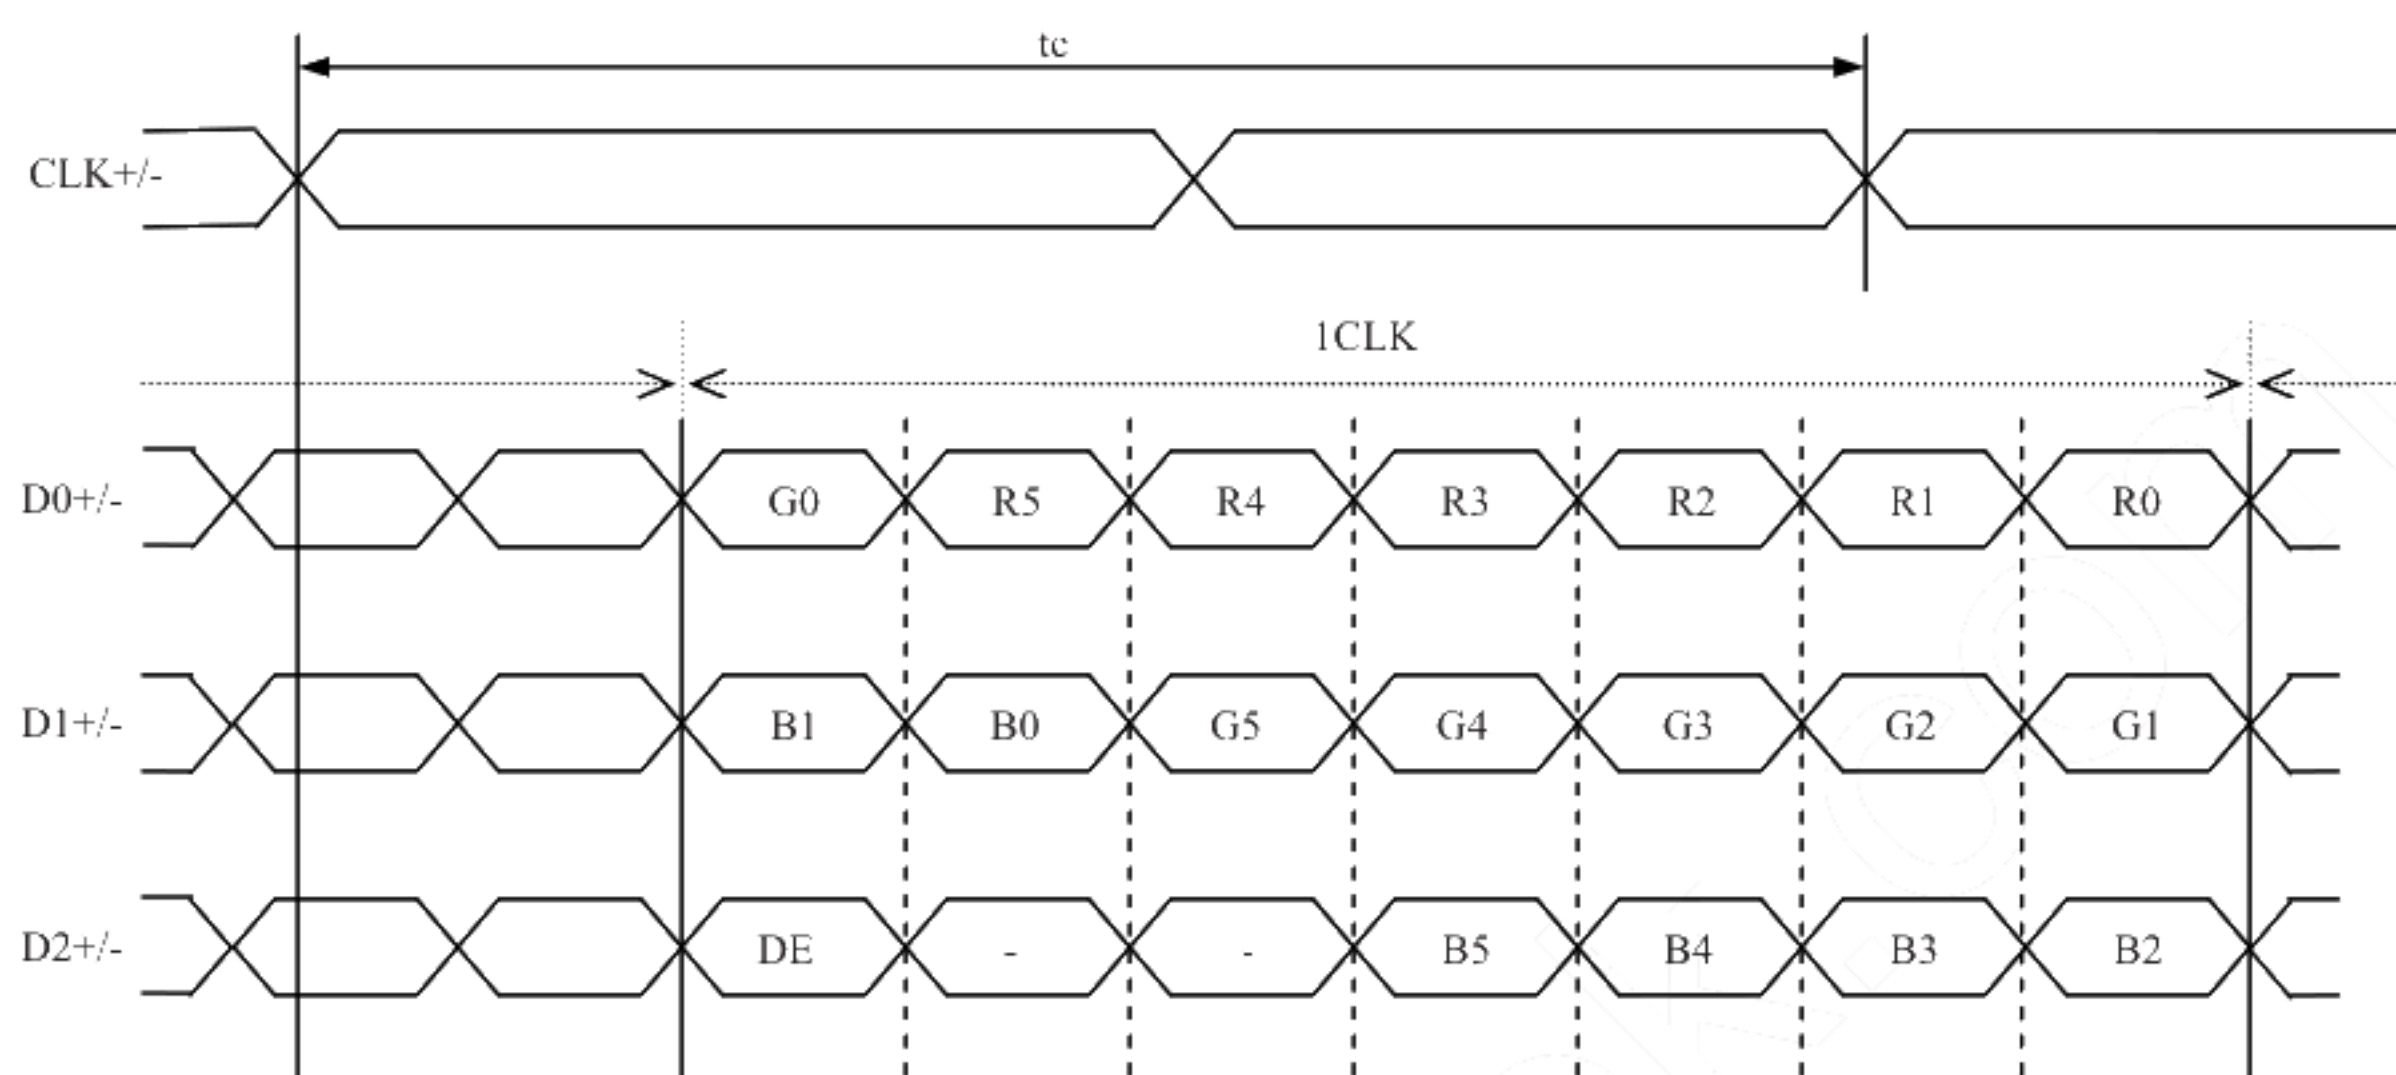 tc
CLK+/-
1CLK
D0+/- G0 R5 R4 R3 R2 R1 R0
D1+/- B1 B0 G5 G4 G3 G2 G1
D2+/- DE - - B5 B4 B3 B2